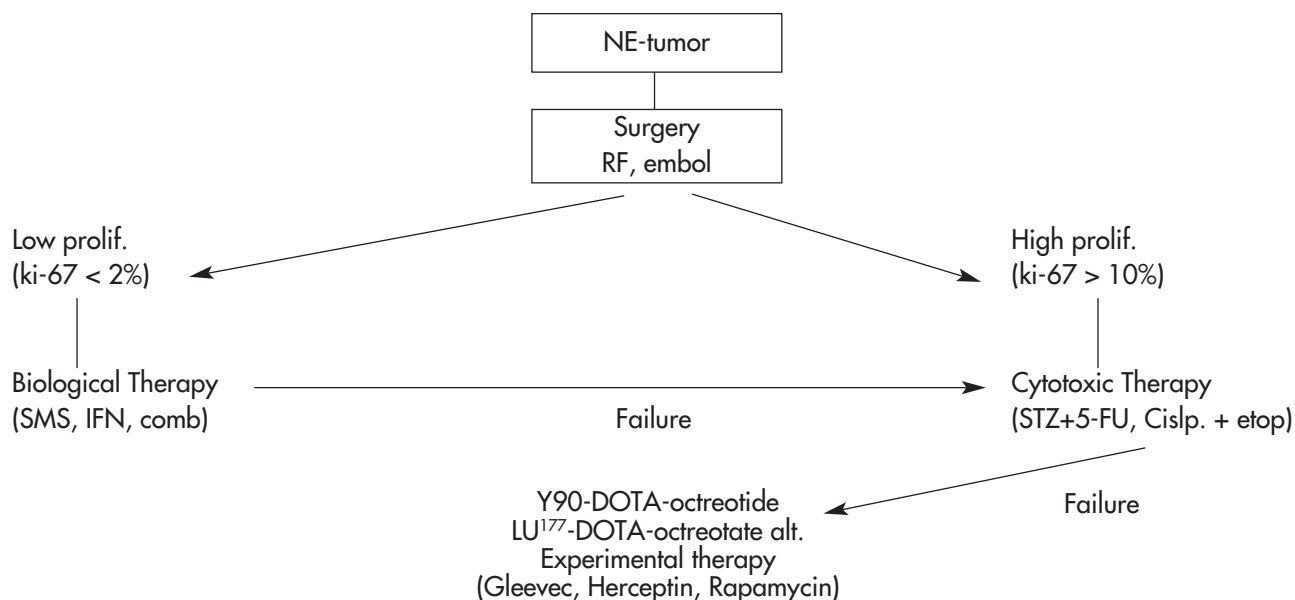 NE-tumor
Surgery
RF, embol
Low prolif.
(ki-67 < 2%)
High prolif.
(ki-67 > 10%)
Biological Therapy
(SMS, IFN, comb)
Failure
Cytotoxic Therapy
(STZ+5-FU, Cislp. + etop)
Failure
Y90-DOTA-octreotide
LU¹⁷⁷-DOTA-octreotate alt.
Experimental therapy
(Gleevec, Herceptin, Rapamycin)